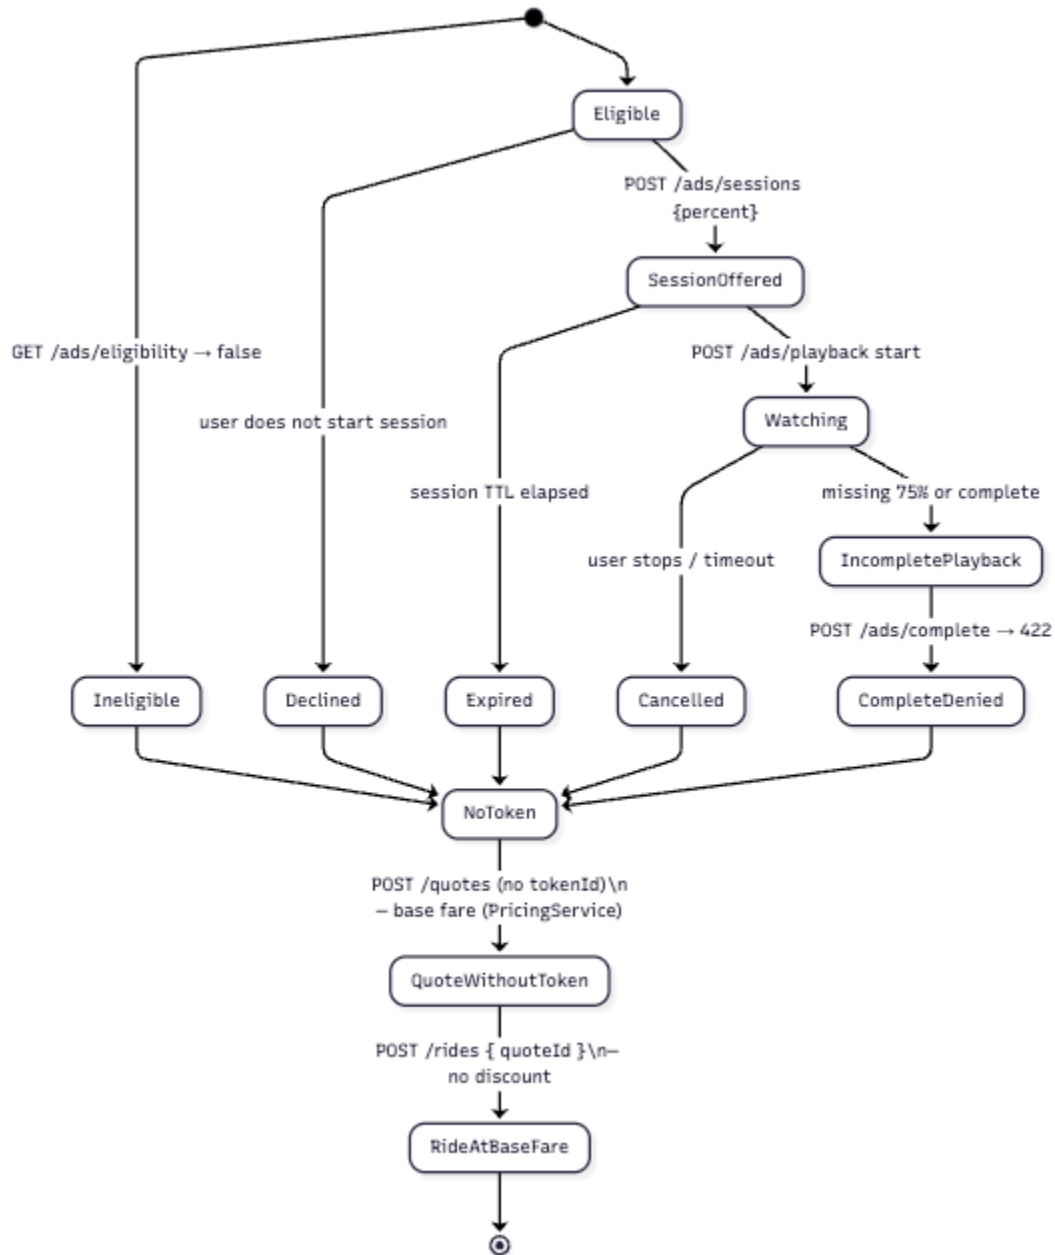 Eligible
POST /ads/sessions
{percent}
SessionOffered
GET /ads/eligibility → false
POST /ads/playback start
user does not start session
Watching
session TTL elapsed
missing 75% or complete
user stops / timeout
IncompletePlayback
POST /ads/complete → 422
Ineligible
Declined
Expired
Cancelled
CompleteDenied
NoToken
POST /quotes (no tokenId)\n
— base fare (PricingService)
QuoteWithoutToken
POST /rides { quoteId }\n—
no discount
RideAtBaseFare